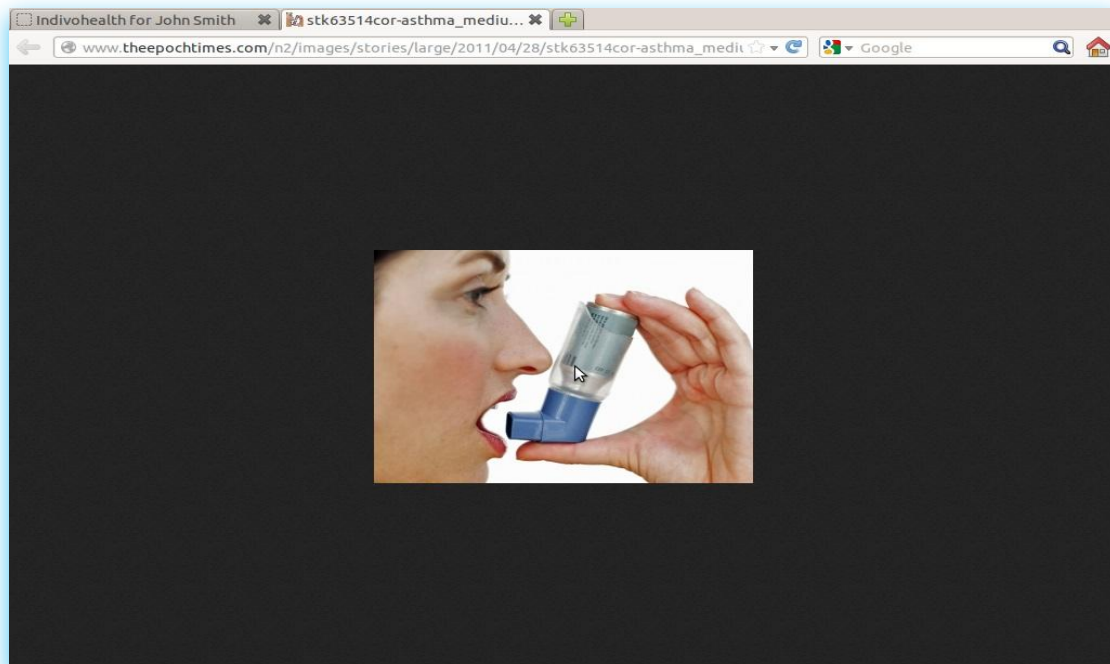 Indivohealth for John Smith stk63514cor-asthma_mediu...
www.theepochtimes.com/n2/images/stories/large/2011/04/28/stk63514cor-asthma_mediu Google